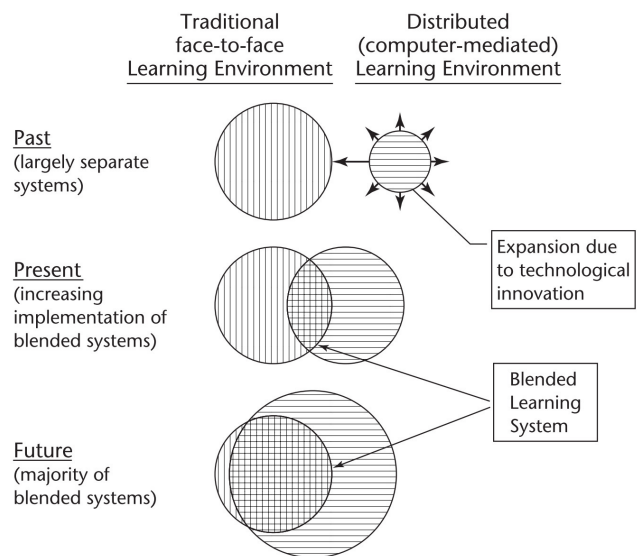 Traditional
face-to-face
Learning Environment
Distributed
(computer-mediated)
Learning Environment
Past
(largely separate
systems)
Expansion due
to technological
innovation
Present
(increasing
implementation of
blended systems)
Blended
Learning
System
Future
(majority of
blended systems)